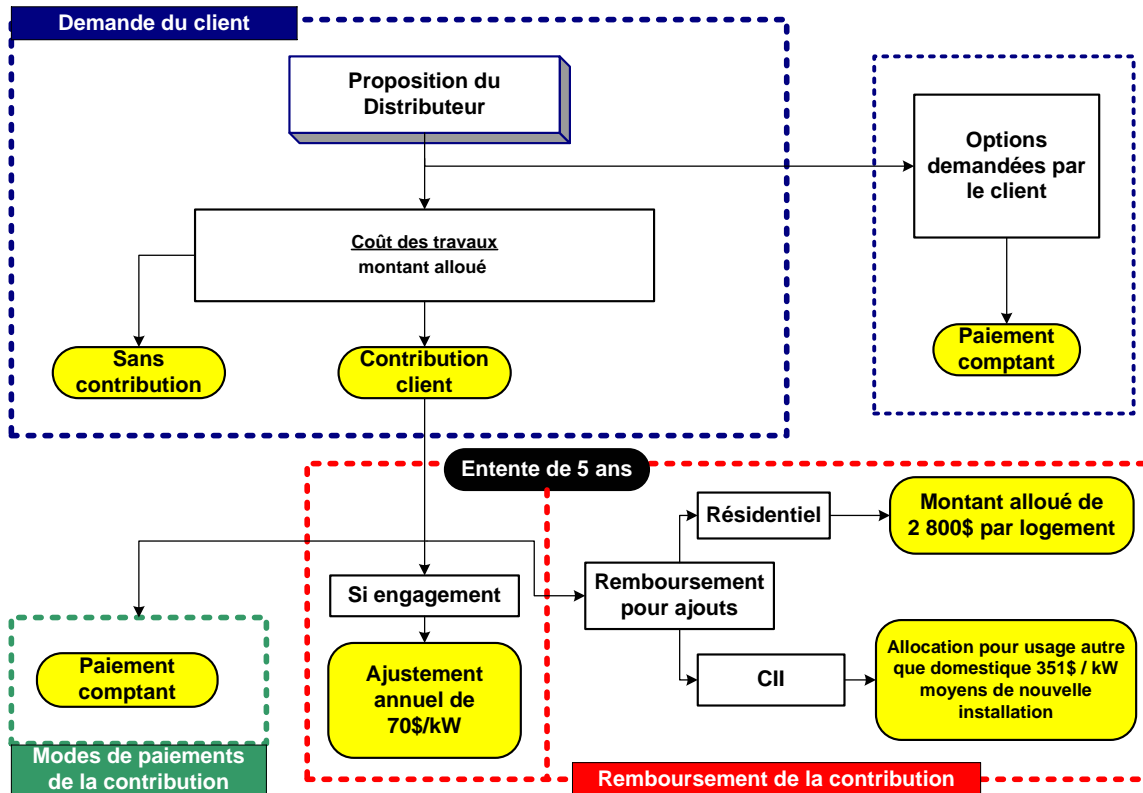 Demande du client
Proposition du
Distributeur
Options
demandées par
le client
Coût des travaux
montant alloué
Sans
contribution
Contribution
client
Paiement
comptant
Entente de 5 ans
Résidentiel
Montant alloué de
2 800$ par logement
Si engagement
Remboursement
pour ajouts
Paiement
comptant
Ajustement
annuel de
70$/kW
CII
Allocation pour usage autre
que domestique 351$ / kW
moyens de nouvelle
installation
Modes de paiements
de la contribution
Remboursement de la contribution